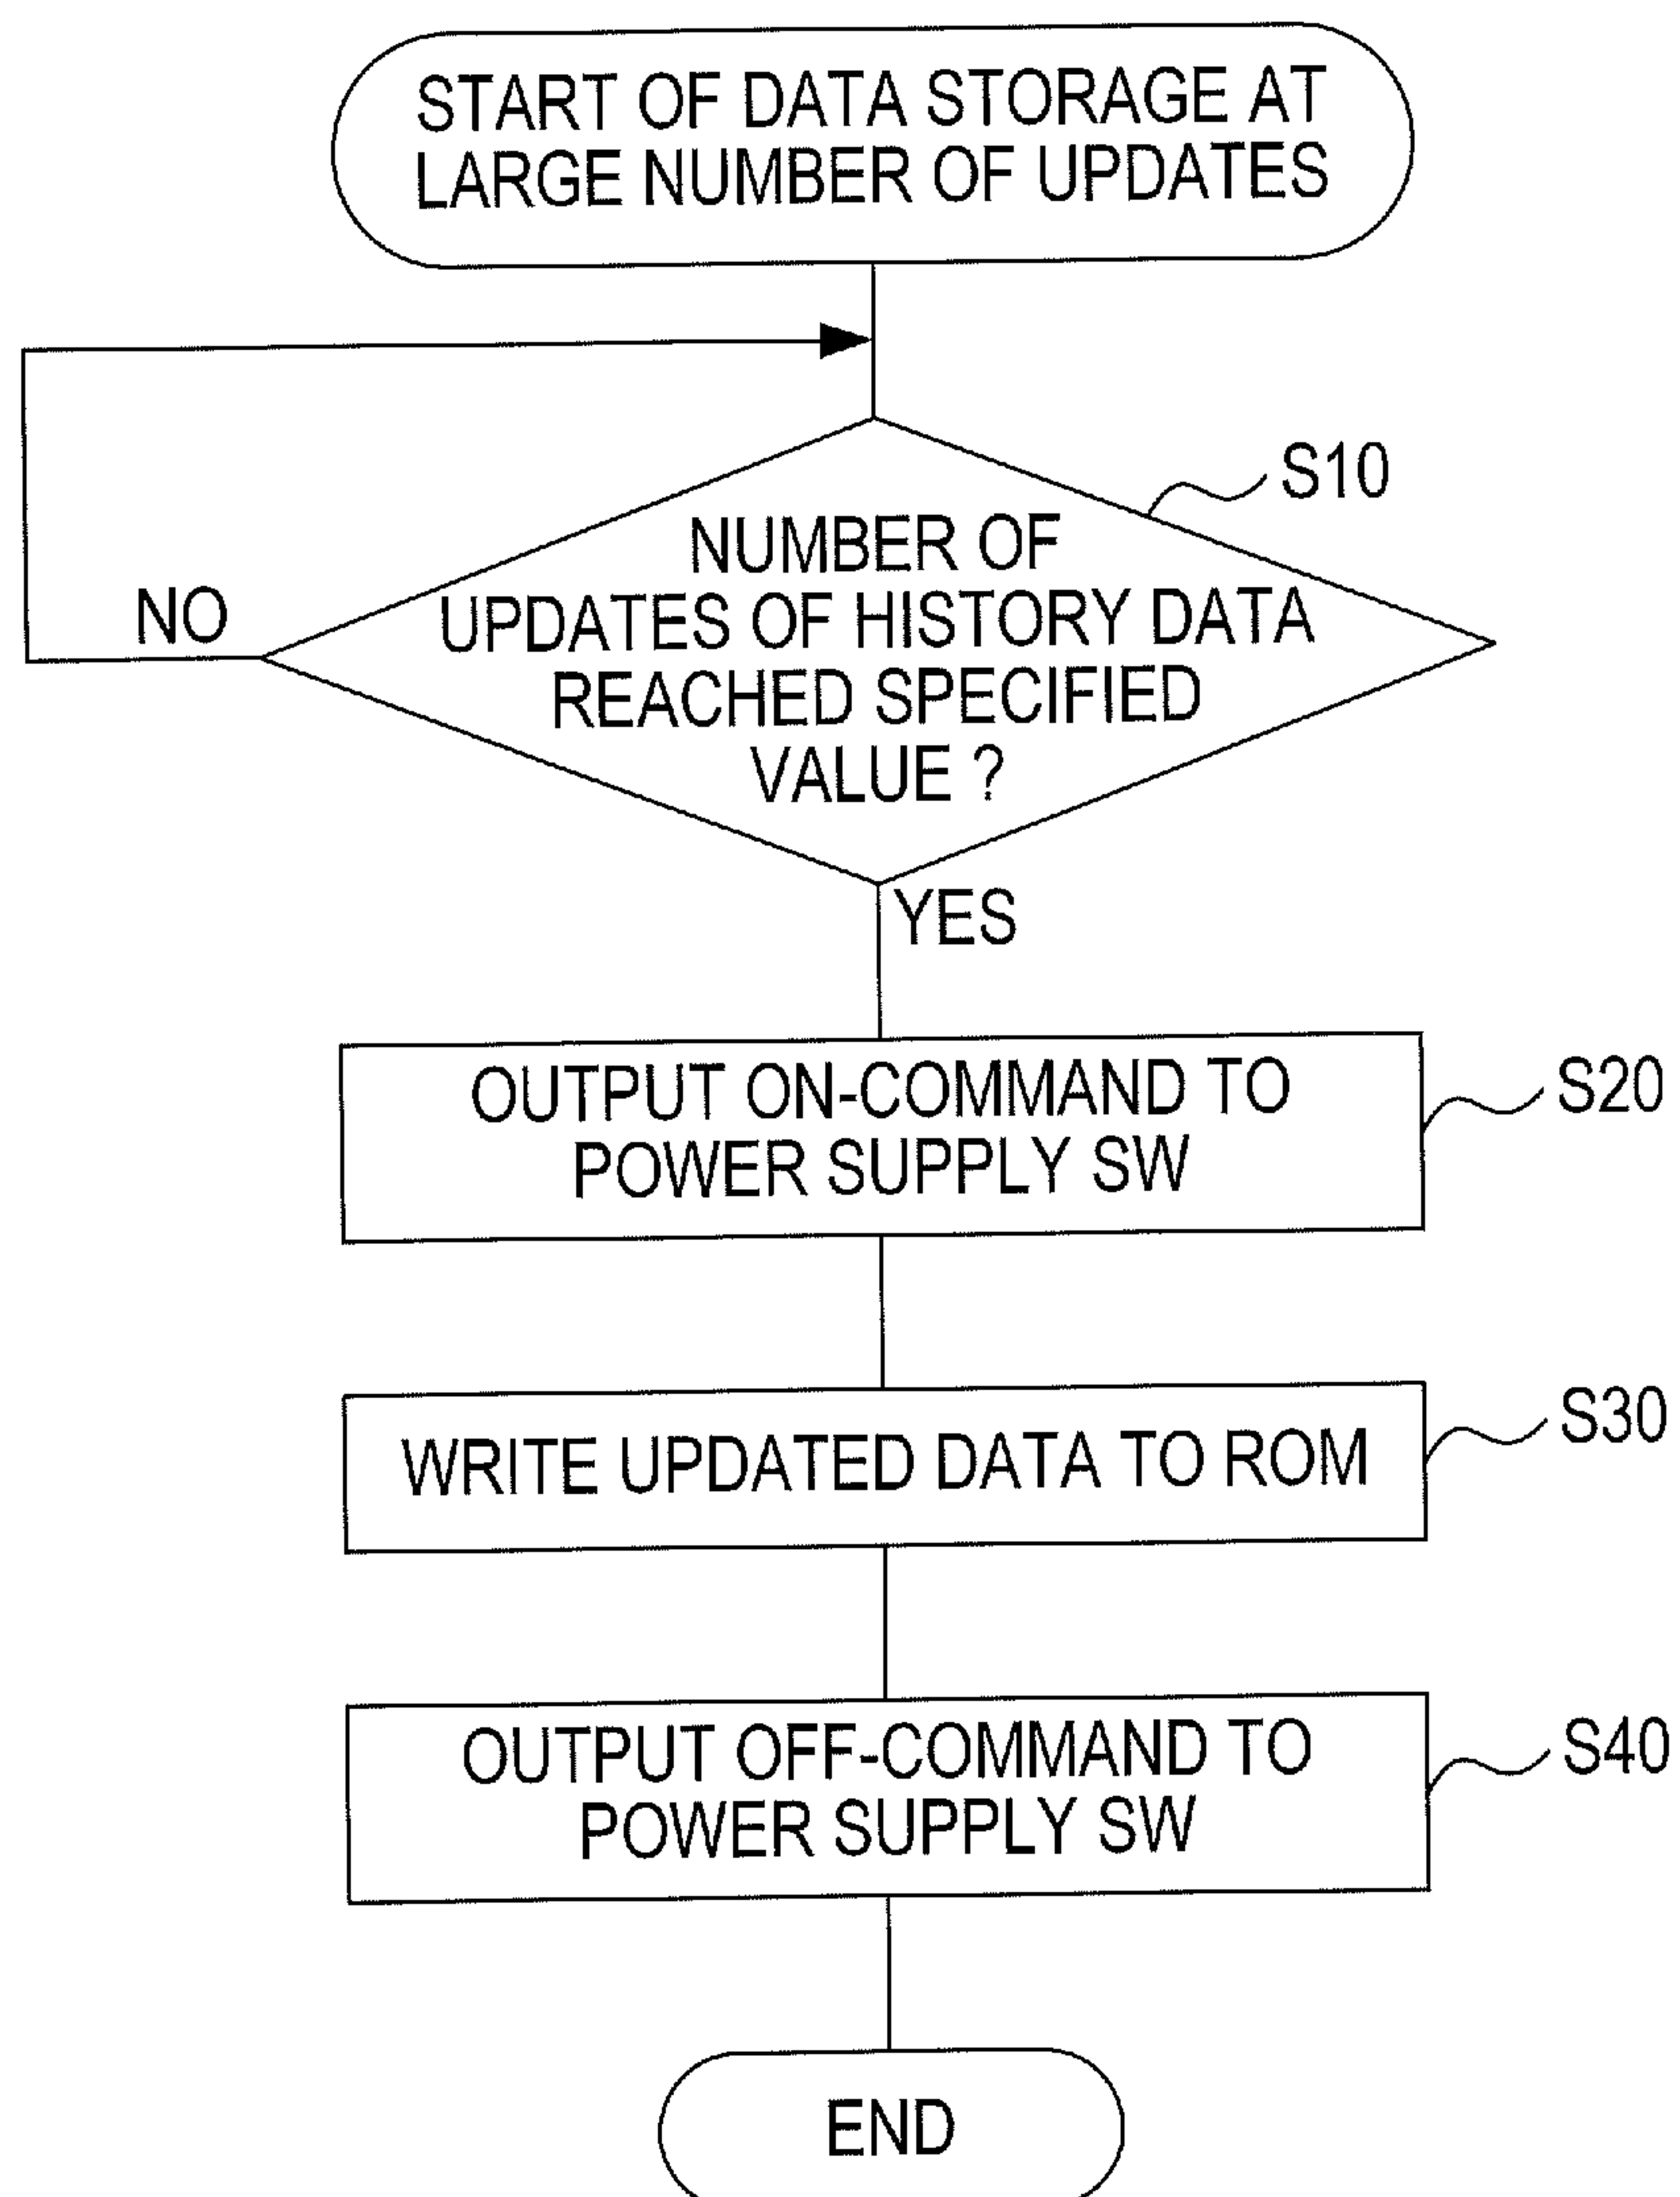 START OF DATA STORAGE AT
LARGE NUMBER OF UPDATES
S10
NUMBER OF
UPDATES OF HISTORY DATA
REACHED SPECIFIED
VALUE ?
NO
YES
OUTPUT ON-COMMAND TO
POWER SUPPLY SW
S20
WRITE UPDATED DATA TO ROM
S30
OUTPUT OFF-COMMAND TO
POWER SUPPLY SW
S40
END